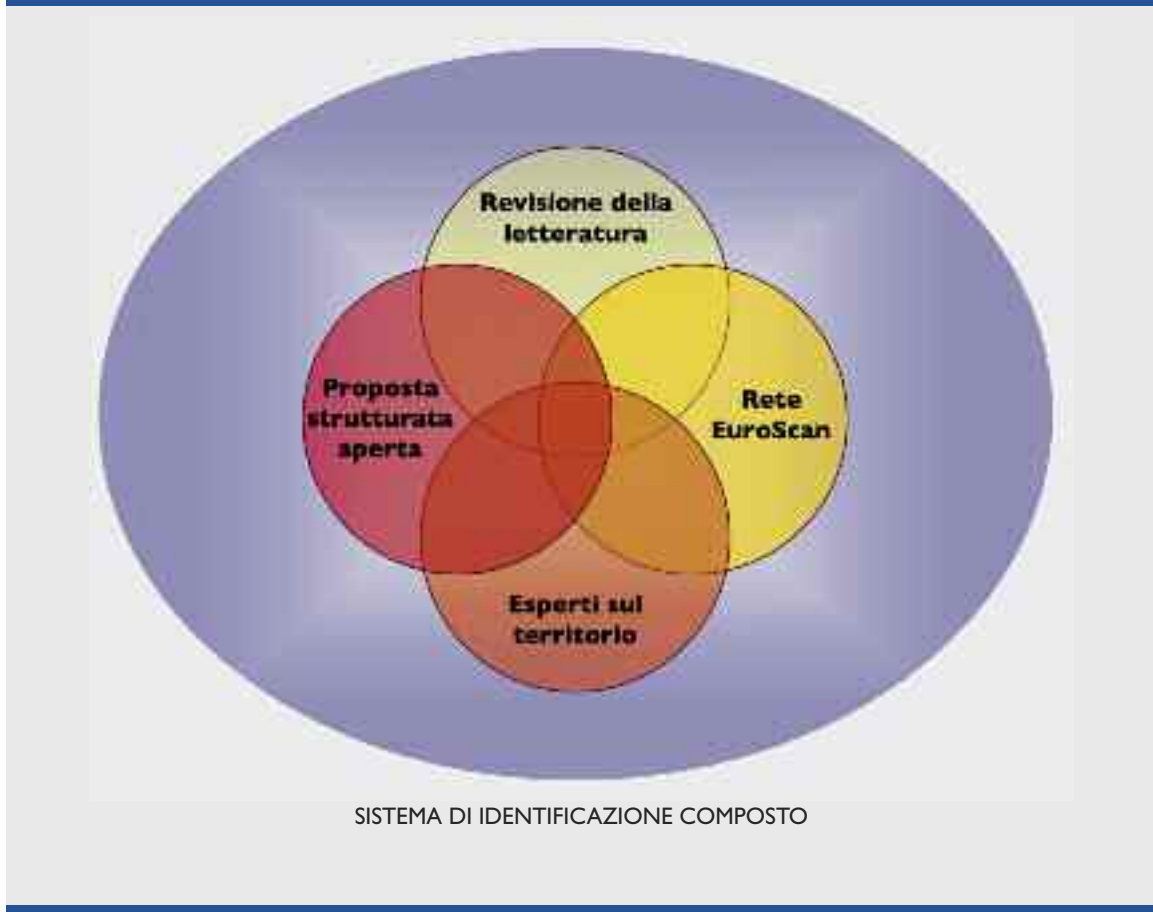 Revisione della
letteratura
Proposta
strutturata
aperta
Rete
EuroScan
Esperti sul
territorio
SISTEMA DI IDENTIFICAZIONE COMPOSTO